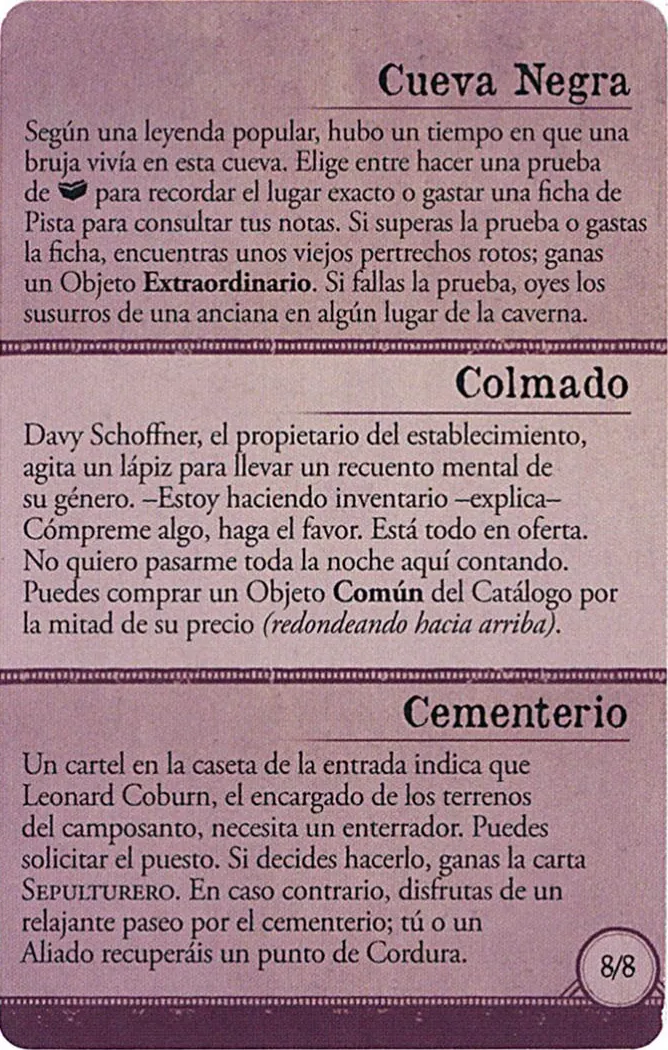 Cueva Negra
Según una leyenda popular, hubo un tiempo en que una
bruja vivía en esta cueva. Elige entre hacer una prueba
de para recordar el lugar exacto o gastar una ficha de
Pista para consultar tus notas. Si superas la prueba o gastas
la ficha, encuentras unos viejos pertrechos rotos; ganas
un Objeto Extraordinario. Si fallas la prueba, oyes los
susurros de una anciana en algún lugar de la caverna.
Colmado
Davy Schoffner, el propietario del establecimiento,
agita un lápiz para llevar un recuento mental de
su género. –Estoy haciendo inventario –explica–
Cómpreme algo, haga el favor. Está todo en oferta.
No quiero pasarme toda la noche aquí contando.
Puedes comprar un Objeto Común del Catálogo por
la mitad de su precio (redondeando hacia arriba).
Cementerio
Un cartel en la caseta de la entrada indica que
Leonard Coburn, el encargado de los terrenos
del camposanto, necesita un enterrador. Puedes
solicitar el puesto. Si decides hacerlo, ganas la carta
SEPULTURERO. En caso contrario, disfrutas de un
relajante paseo por el cementerio; tú o un
Aliado recuperáis un punto de Cordura.
8/8